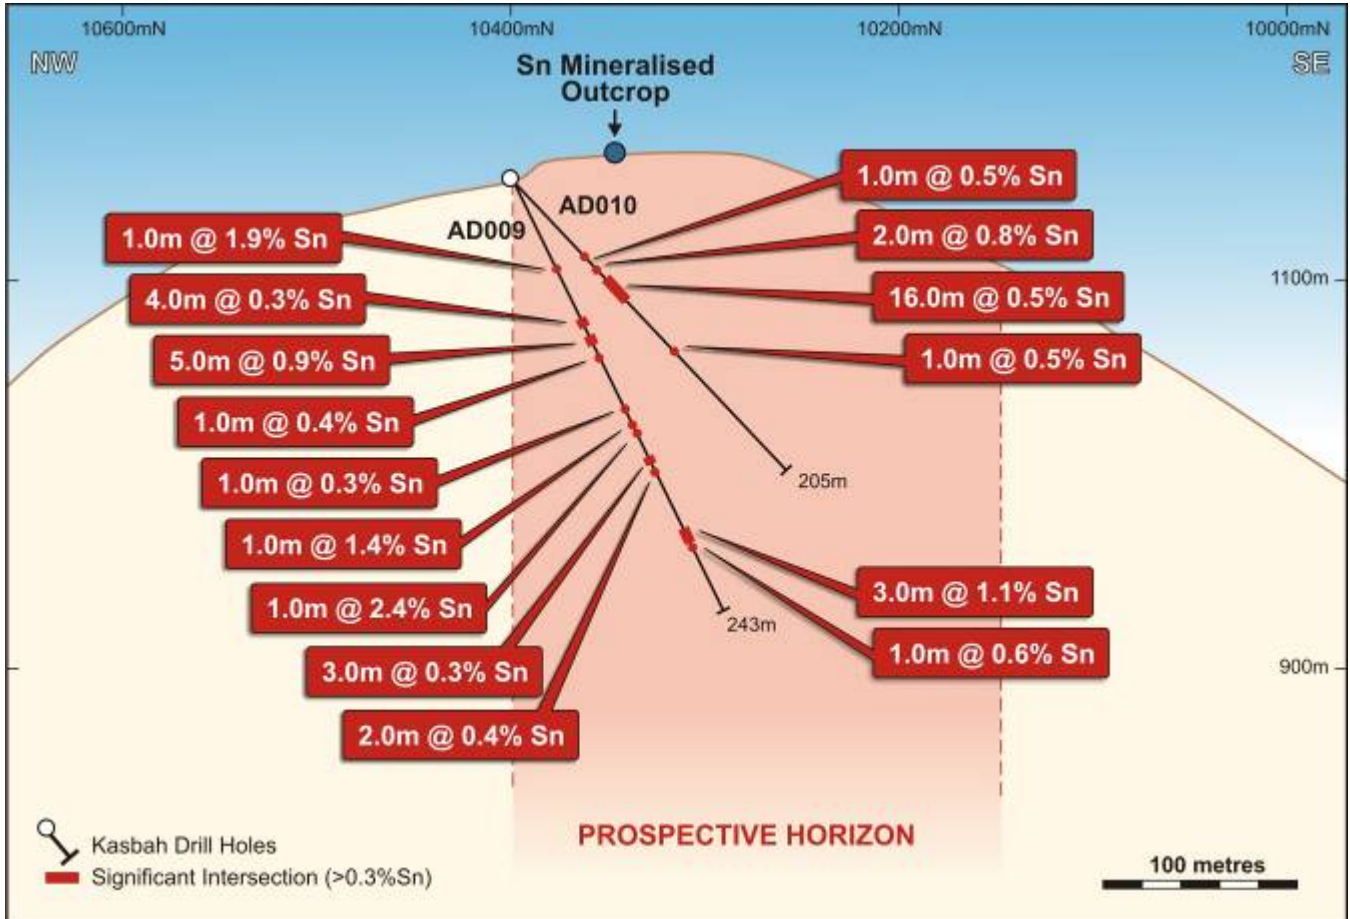 10600mN
10400mN
10200mN
10000mN
NW
SE
Sn Mineralised
Outcrop
AD010
AD009
1.0m @ 1.9% Sn
4.0m @ 0.3% Sn
5.0m @ 0.9% Sn
1.0m @ 0.4% Sn
1.0m @ 0.3% Sn
1.0m @ 1.4% Sn
1.0m @ 2.4% Sn
3.0m @ 0.3% Sn
2.0m @ 0.4% Sn
1.0m @ 0.5% Sn
2.0m @ 0.8% Sn
16.0m @ 0.5% Sn
1.0m @ 0.5% Sn
3.0m @ 1.1% Sn
1.0m @ 0.6% Sn
1100m
900m
205m
243m
PROSPECTIVE HORIZON
Kasbah Drill Holes
Significant Intersection (>0.3%Sn)
100 metres